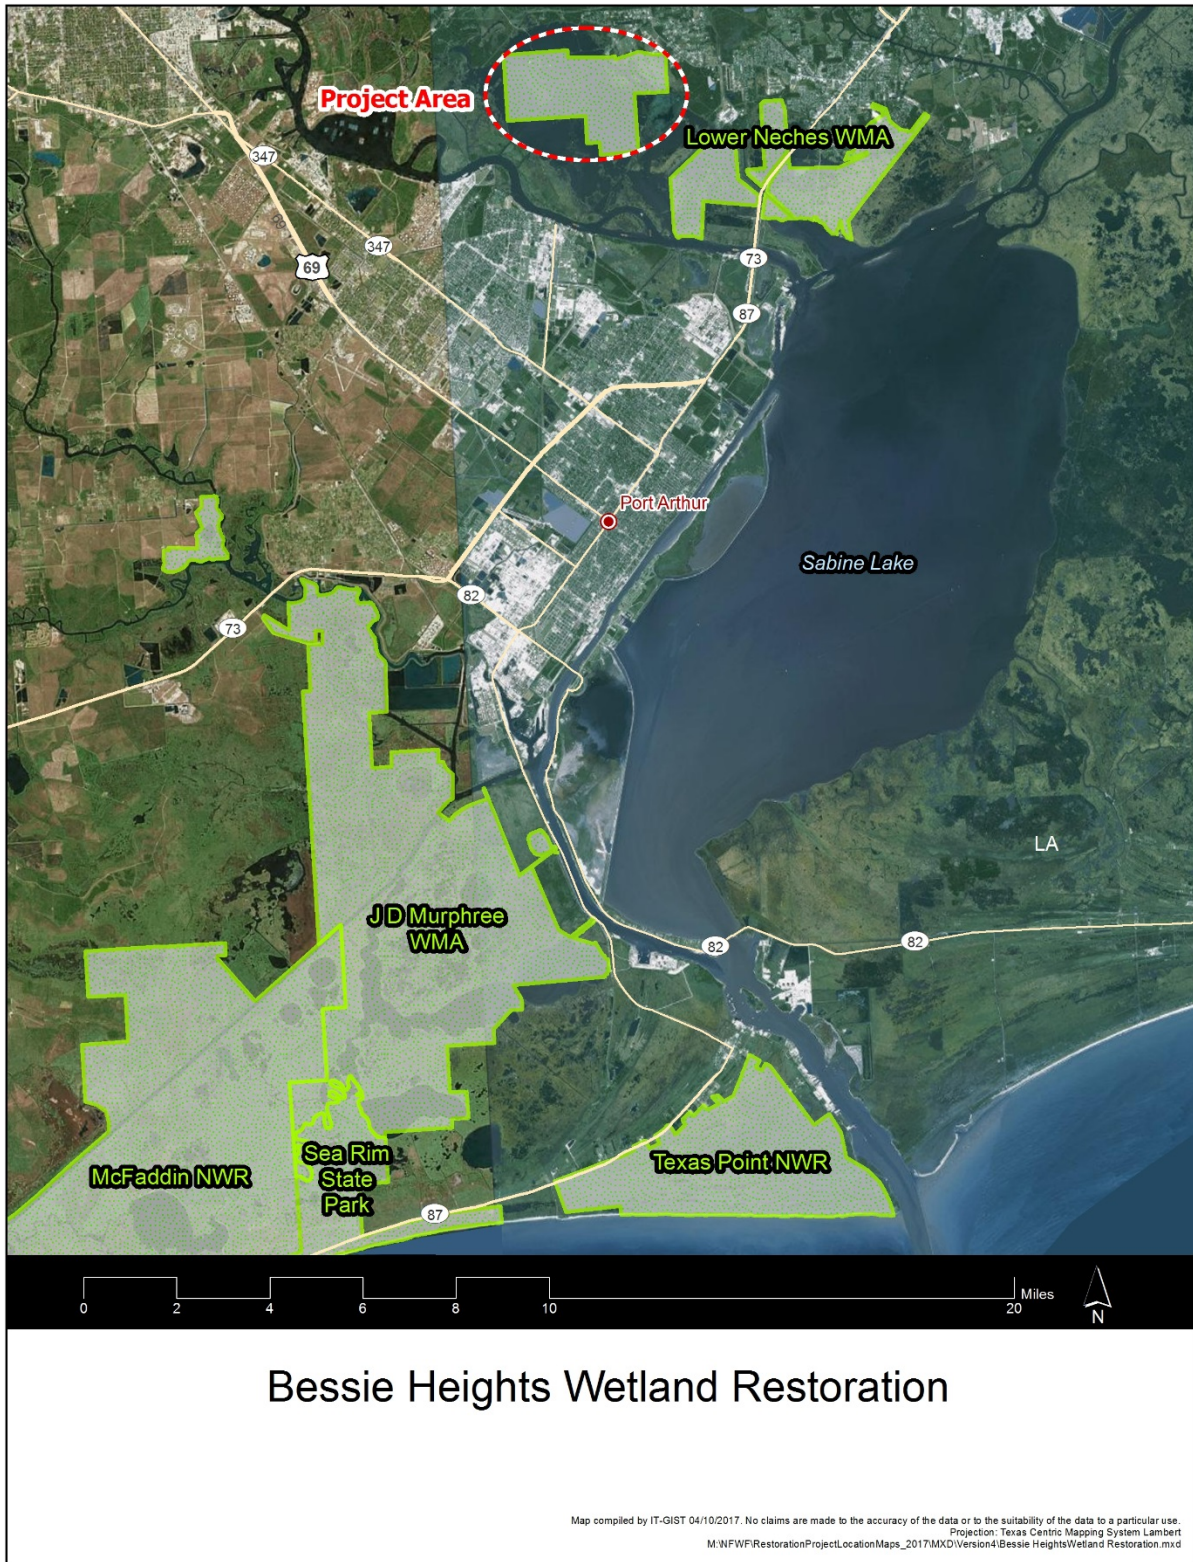 Project Area
Lower Neches WMA
347
347
69
73
87
Port Arthur
Sabine Lake
82
73
LA
J D Murphree
WMA
82
82
McFaddin NWR
Sea Rim
State
Park
Texas Point NWR
87
0 2 4 6 8 10 20 Miles
N
Bessie Heights Wetland Restoration
Map compiled by IT-GIST 04/10/2017. No claims are made to the accuracy of the data or to the suitability of the data to a particular use.
Projection: Texas Centric Mapping System Lambert
M:\NFWF\RestorationProjectLocationMaps_2017\MXD\Version4\Bessie HeightsWetland Restoration.mxd